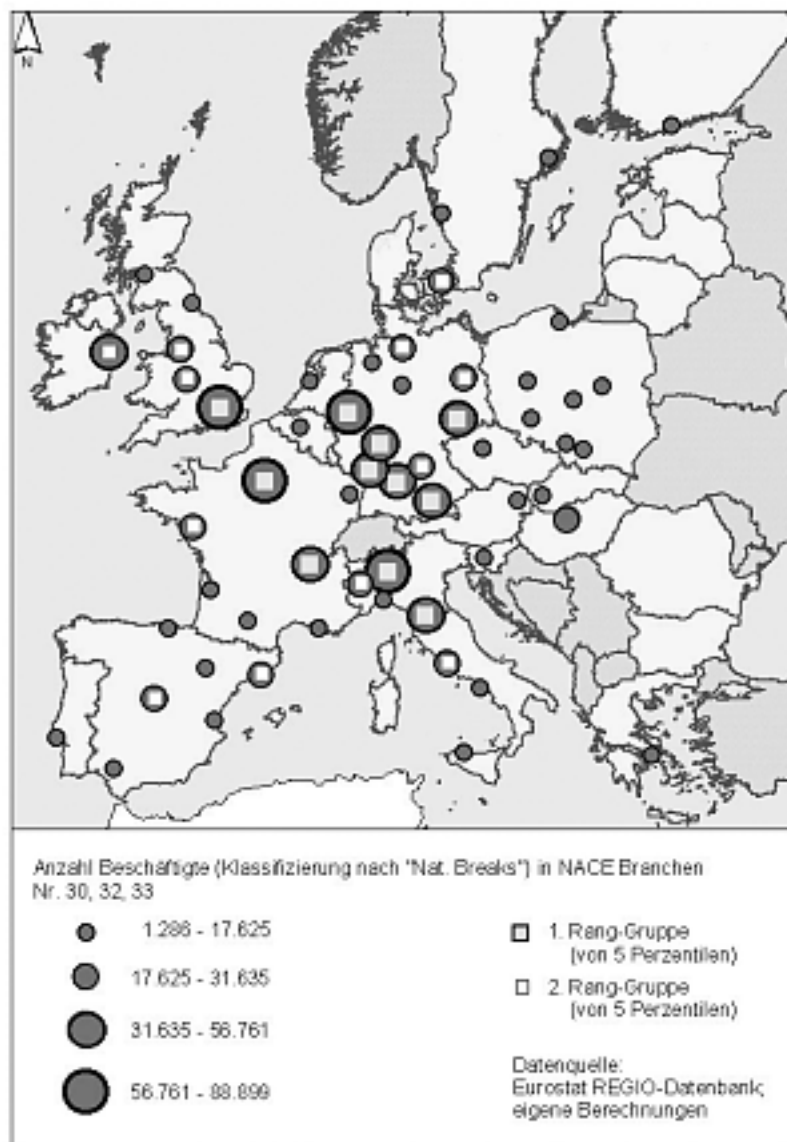 N
Anzahl Beschäftigte (Klassifizierung nach "Nat. Breaks") in NACE Branchen
Nr. 30, 32, 33
1.286 - 17.625
17.625 - 31.635
31.635 - 56.761
56.761 - 88.899
1. Rang-Gruppe
(von 5 Perzentilen)
2. Rang-Gruppe
(von 5 Perzentilen)
Datenquelle:
Eurostat REGIO-Datenbank;
eigene Berechnungen